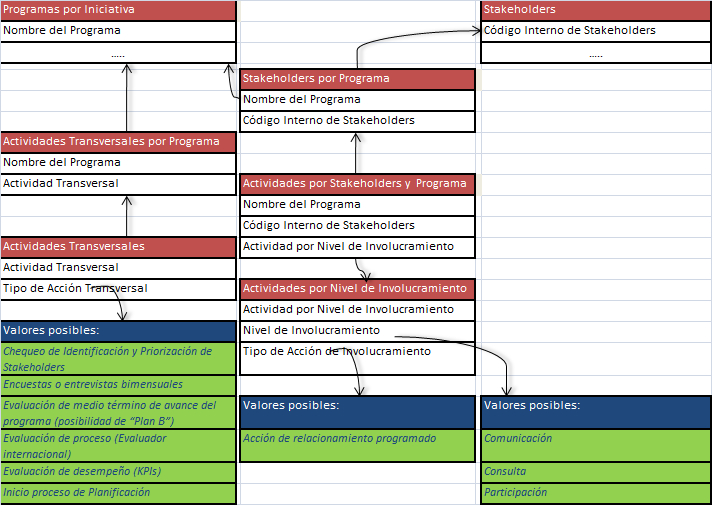 Programas por Iniciativa
Nombre del Programa
.....
Actividades Transversales por Programa
Nombre del Programa
Actividad Transversal
Actividades Transversales
Actividad Transversal
Tipo de Acción Transversal
Valores posibles:
Chequeo de Identificación y Priorización de
Stakeholders
Encuestas o entrevistas bimensuales
Evaluación de medio término de avance del
programa (posibilidad de “Plan B”)
Evaluación de proceso (Evaluador
internacional)
Evaluación de desempeño (KPIs)
Inicio proceso de Planificación
Stakeholders por Programa
Nombre del Programa
Código Interno de Stakeholders
Actividades por Stakeholders y Programa
Nombre del Programa
Código Interno de Stakeholders
Actividad por Nivel de Involucramiento
Actividades por Nivel de Involucramiento
Actividad por Nivel de Involucramiento
Nivel de Involucramiento
Tipo de Acción de Involucramiento
Valores posibles:
Acción de relacionamiento programado
Stakeholders
Código Interno de Stakeholders
.....
Valores posibles:
Comunicación
Consulta
Participación